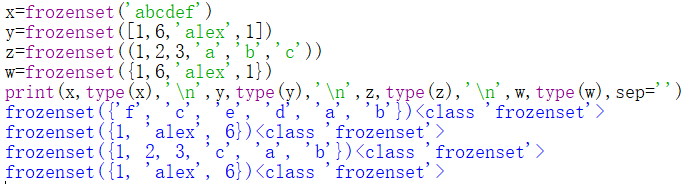 x=frozenset('abcdef')
y=frozenset([1,6,'alex',1])
z=frozenset((1,2,3,'a','b','c'))
w=frozenset({1,6,'alex',1})
print(x,type(x),'\n',y,type(y),'\n',z,type(z),'\n',w,type(w),sep='')
frozenset({'f', 'c', 'e', 'd', 'a', 'b'})<class 'frozenset'>
frozenset({1, 'alex', 6})<class 'frozenset'>
frozenset({1, 2, 3, 'c', 'a', 'b'})<class 'frozenset'>
frozenset({1, 'alex', 6})<class 'frozenset'>